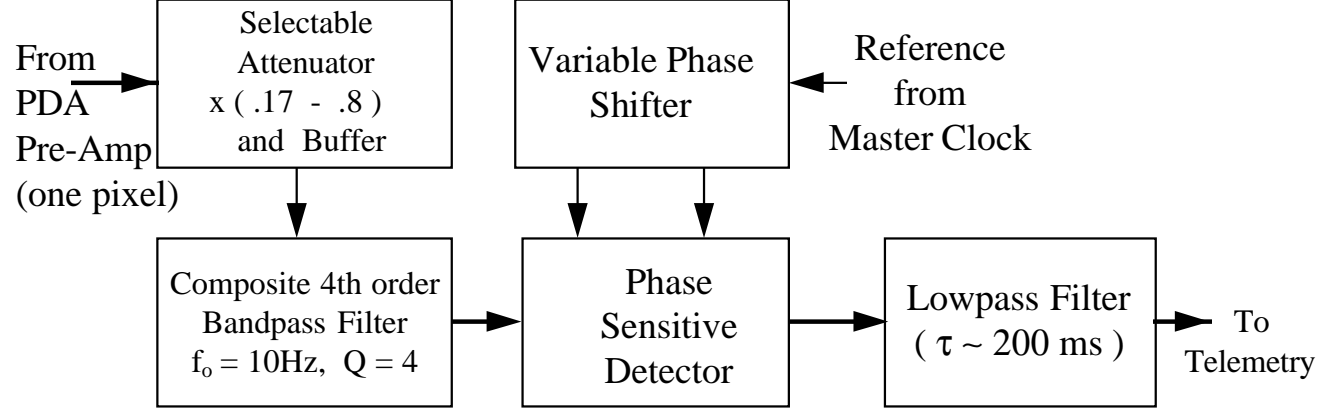 From
PDA
Pre-Amp
(one pixel)
Selectable
Attenuator
x ( .17 - .8 )
and Buffer
Variable Phase
Shifter
Reference
from
Master Clock
Composite 4th order
Bandpass Filter
fₒ = 10Hz, Q = 4
Phase
Sensitive
Detector
Lowpass Filter
( τ ~ 200 ms )
To
Telemetry